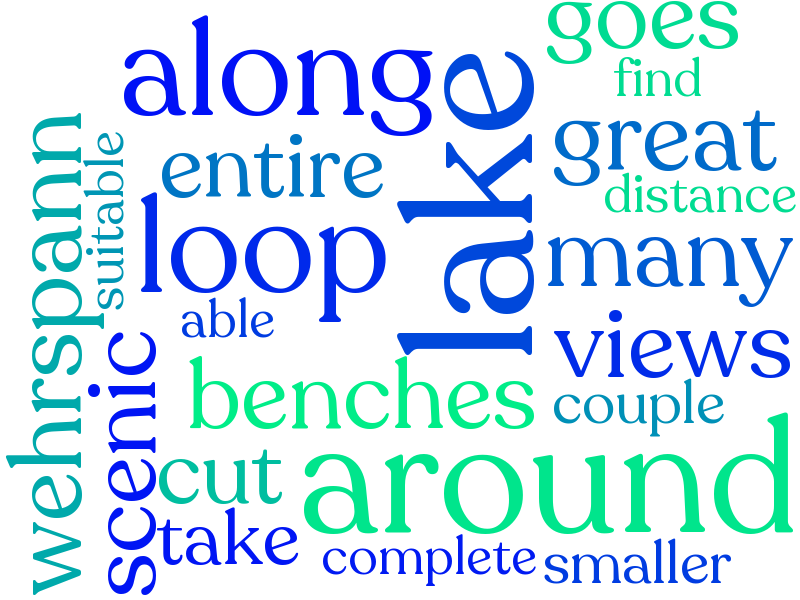 goes
along
find
lake
great
entire
suitable
distance
wehrspann
loop
many
able
views
scenic
benches
couple
around
cut
take
complete
smaller